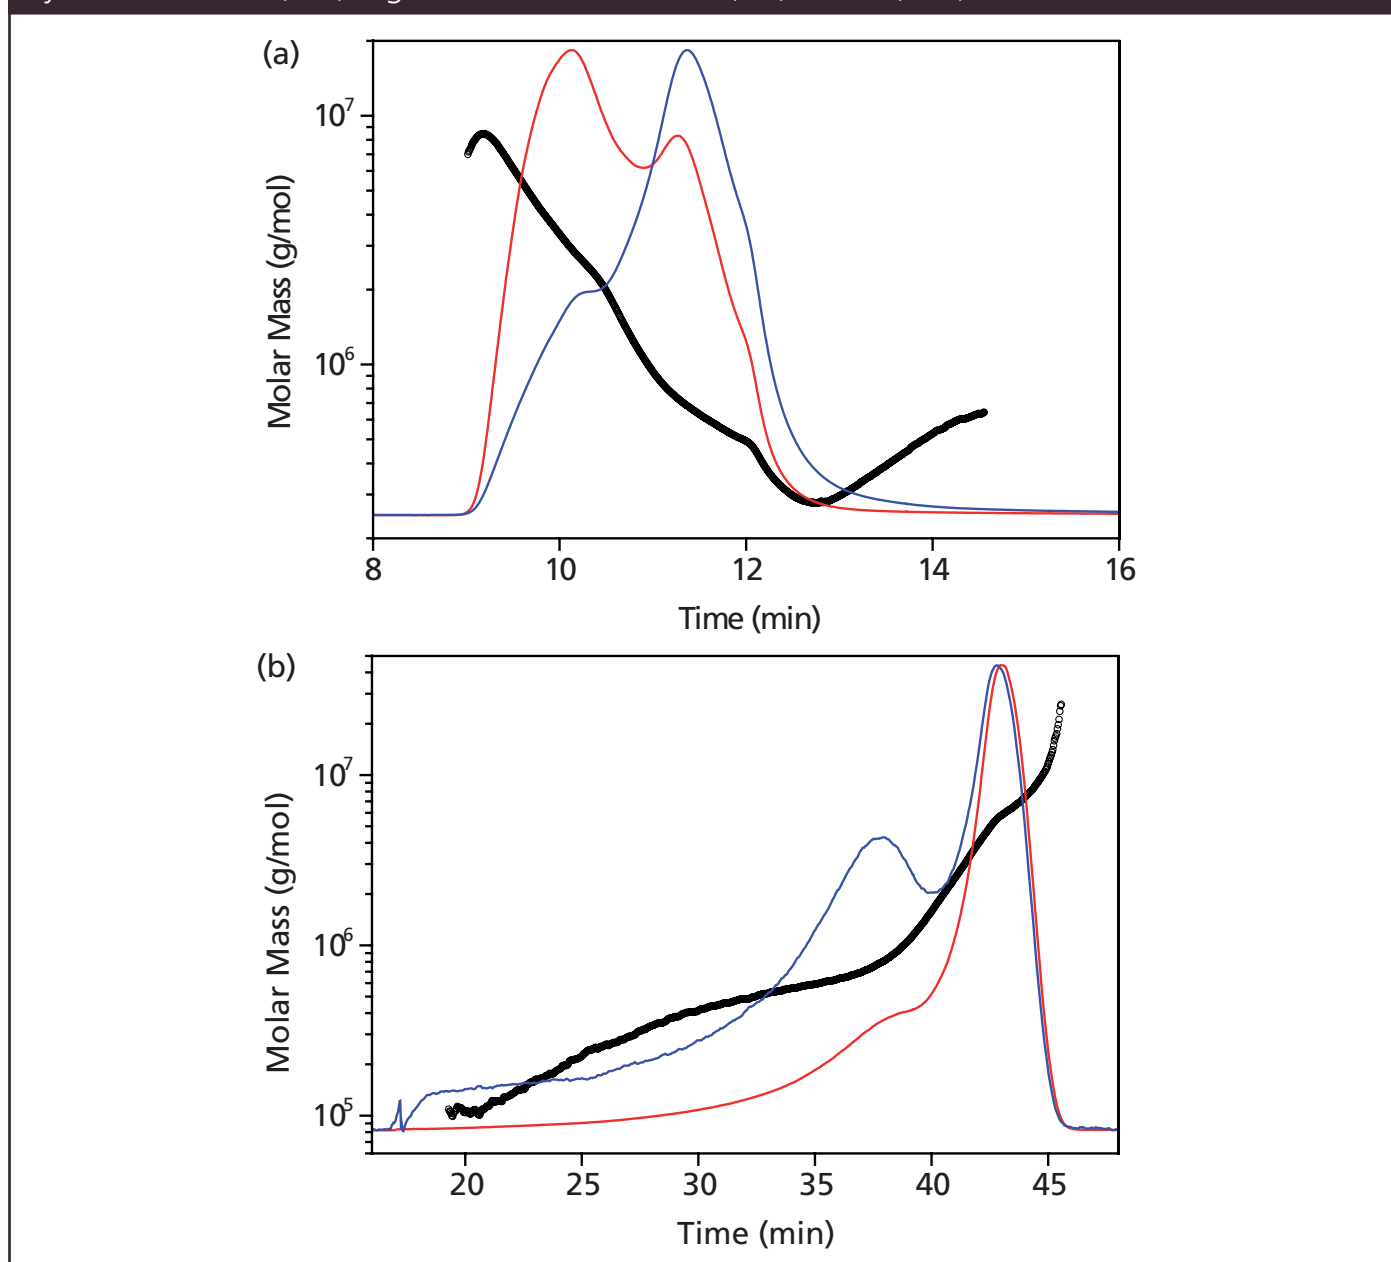 (a)
10⁷
10⁶
Molar Mass (g/mol)
8 10 12 14 16
Time (min)
(b)
10⁷
10⁶
10⁵
Molar Mass (g/mol)
20 25 30 35 40 45
Time (min)